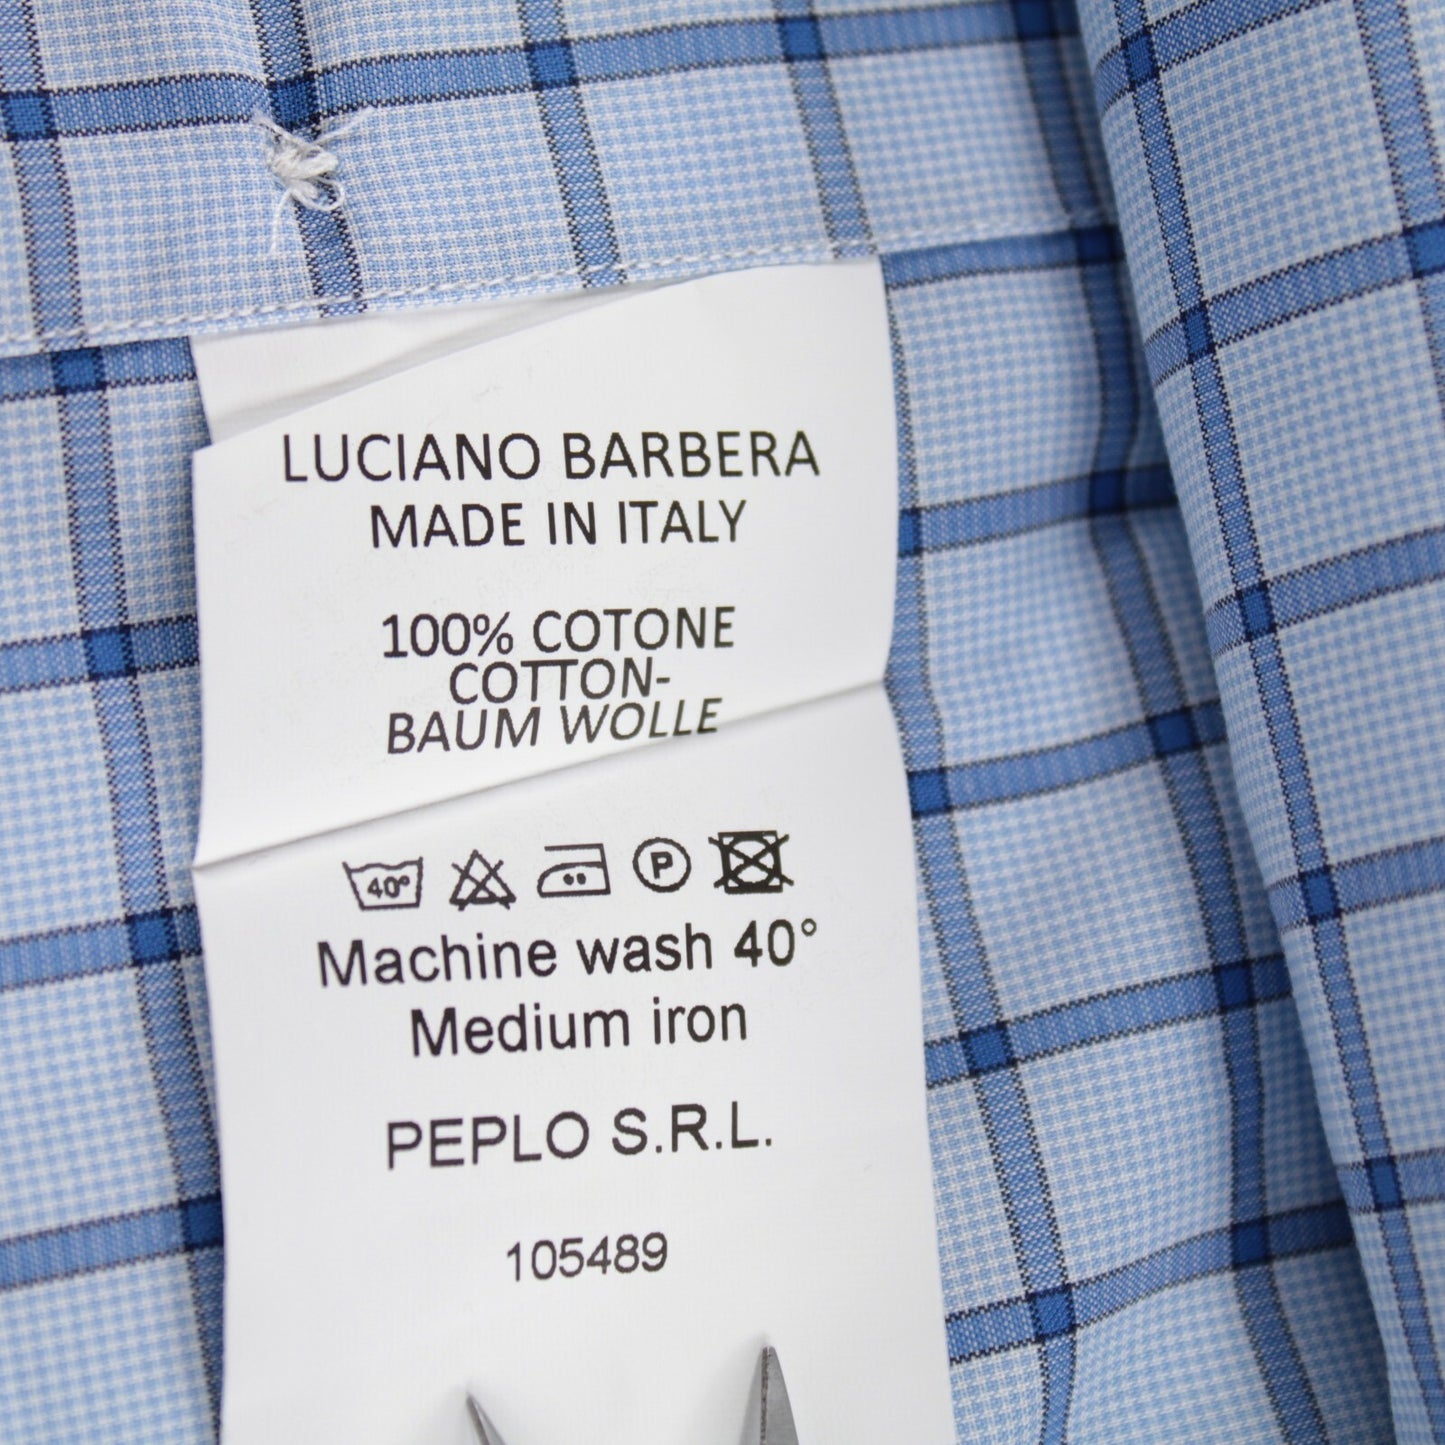 LUCIANO BARBERA
MADE IN ITALY
100% COTONE
COTTON-
BAUM WOLLE
40° P
Machine wash 40°
Medium iron
PEPLO S.R.L.
105489